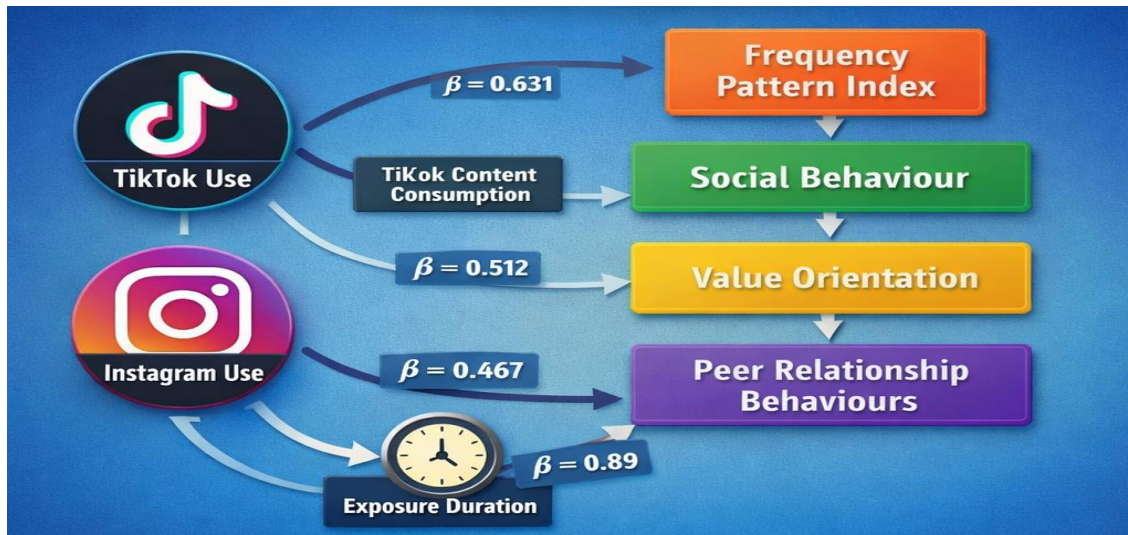 Frequency
Pattern Index
β = 0.631
TikTok Use
TiKok Content
Consumption
Social Behaviour
β = 0.512
Value Orientation
Instagram Use
β = 0.467
Peer Relationship
Behaviours
β = 0.89
Exposure Duration